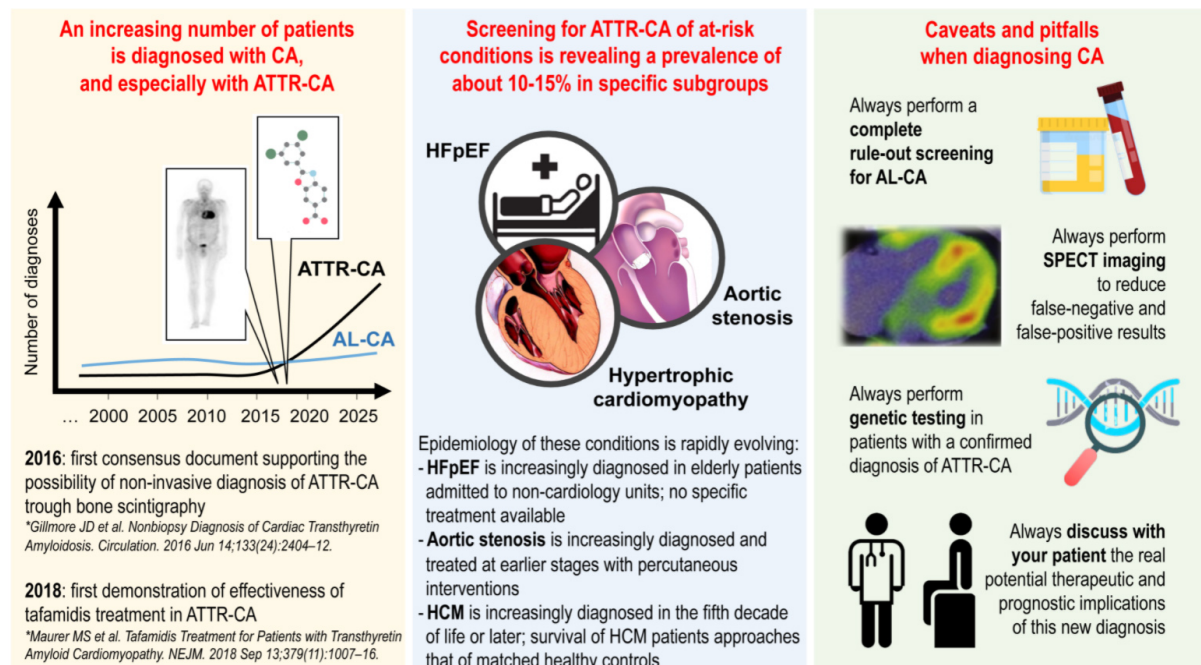 An increasing number of patients
is diagnosed with CA,
and especially with ATTR-CA
Number of diagnoses
ATTR-CA
AL-CA
... 2000 2005 2010 2015 2020 2025
2016: first consensus document supporting the
possibility of non-invasive diagnosis of ATTR-CA
trough bone scintigraphy
*Gillmore JD et al. Nonbiopsy Diagnosis of Cardiac Transthyretin
Amyloidosis. Circulation. 2016 Jun 14;133(24):2404–12.
2018: first demonstration of effectiveness of
tafamidis treatment in ATTR-CA
*Maurer MS et al. Tafamidis Treatment for Patients with Transthyretin
Amyloid Cardiomyopathy. NEJM. 2018 Sep 13;379(11):1007–16.
Screening for ATTR-CA of at-risk
conditions is revealing a prevalence of
about 10-15% in specific subgroups
HFpEF
Aortic
stenosis
Hypertrophic
cardiomyopathy
Epidemiology of these conditions is rapidly evolving:
- HFpEF is increasingly diagnosed in elderly patients
admitted to non-cardiology units; no specific
treatment available
- Aortic stenosis is increasingly diagnosed and
treated at earlier stages with percutaneous
interventions
- HCM is increasingly diagnosed in the fifth decade
of life or later; survival of HCM patients approaches
that of matched healthy controls
Caveats and pitfalls
when diagnosing CA
Always perform a
complete
rule-out screening
for AL-CA
Always perform
SPECT imaging
to reduce
false-negative and
false-positive results
Always perform
genetic testing in
patients with a confirmed
diagnosis of ATTR-CA
Always discuss with
your patient the real
potential therapeutic and
prognostic implications
of this new diagnosis